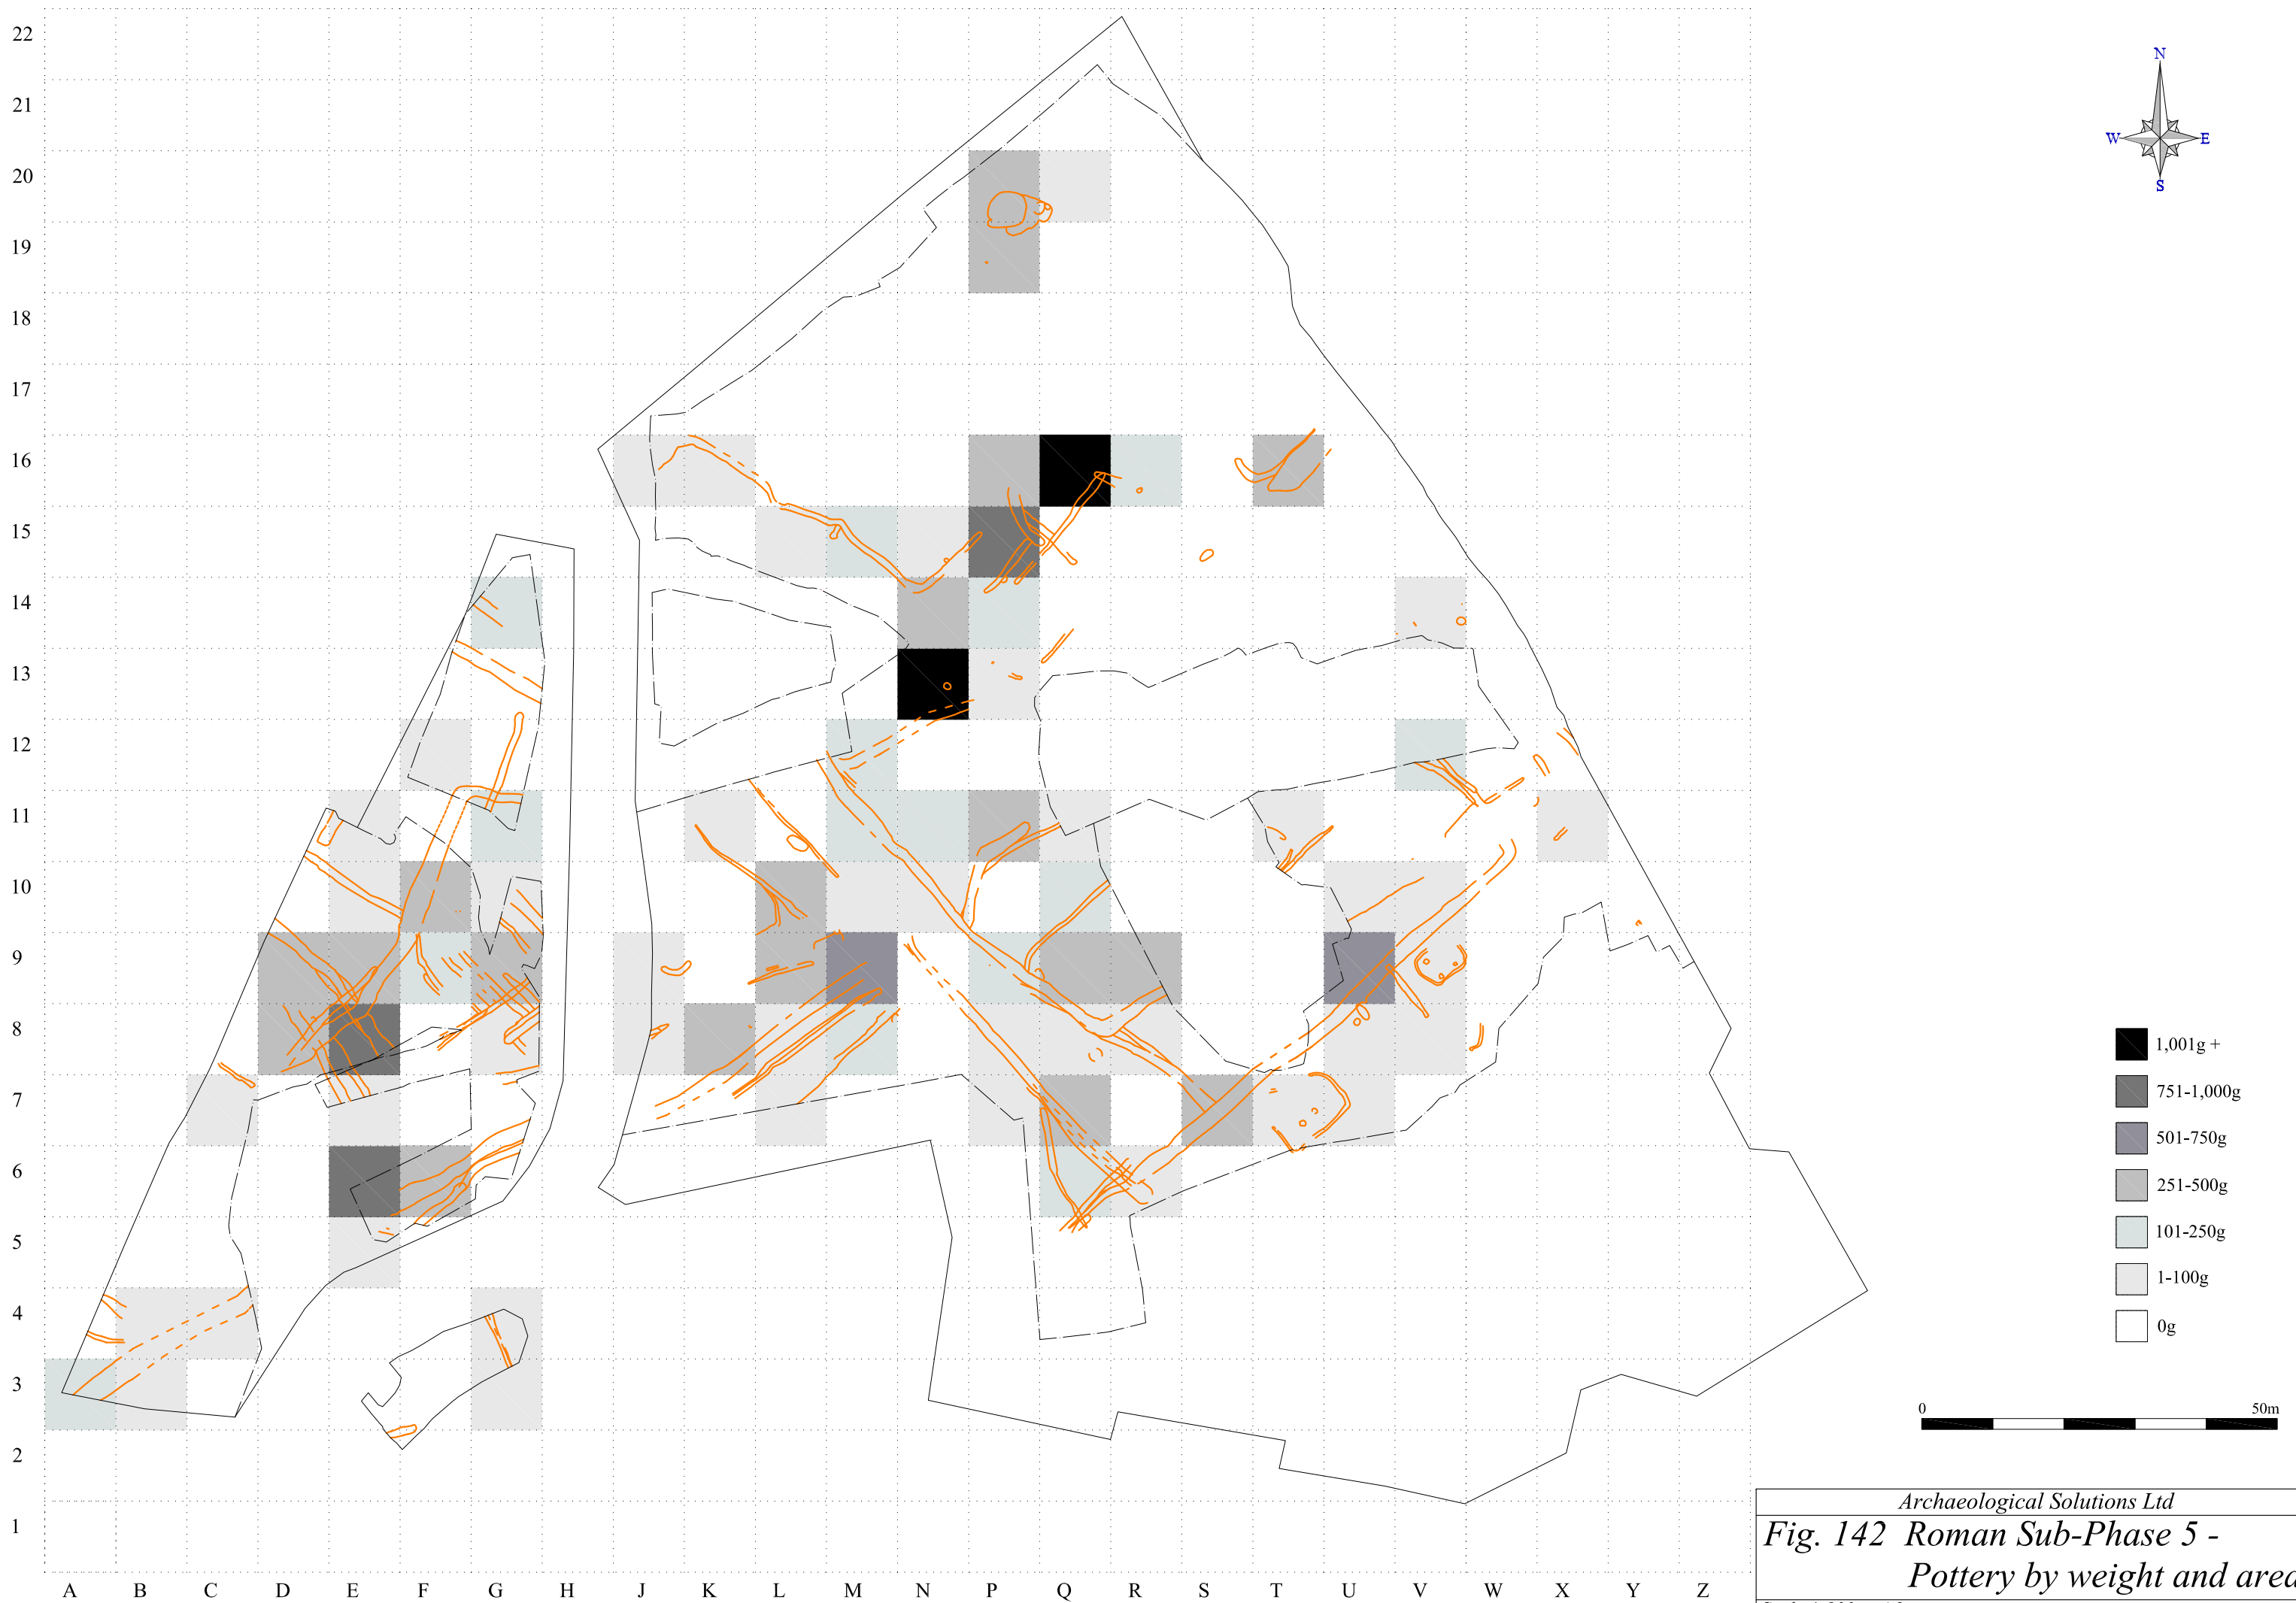 22
21
20
19
18
17
16
15
14
13
12
11
10
9
8
7
6
5
4
3
2
1
A B C D E F G H J K L M N P Q R S T U V W X Y Z
N
W E
S
1,001g +
751-1,000g
501-750g
251-500g
101-250g
1-100g
0g
0 50m
Archaeological Solutions Ltd
Fig. 142 Roman Sub-Phase 5 -
Pottery by weight and area